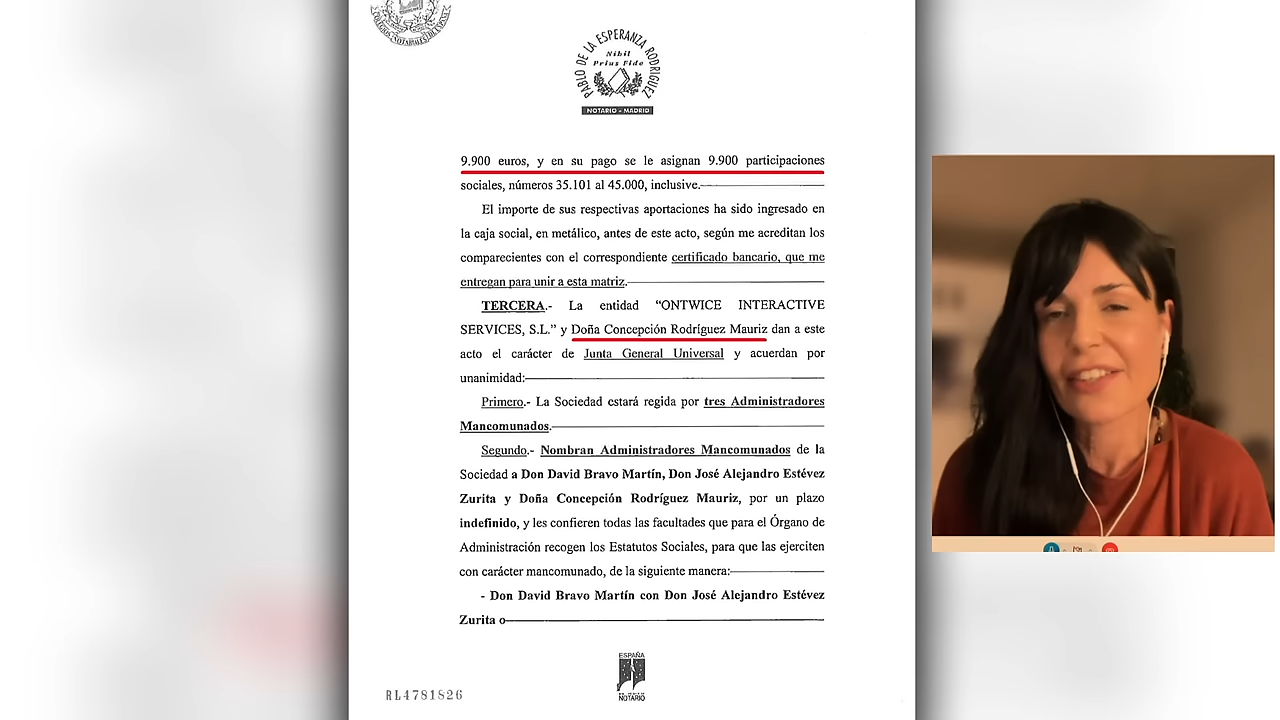 COLEGIOS NOTARIALES DE ESPAÑA
PABLO DE LA ESPERANZA RODRIGUEZ
Nihil
Prius Fide
NOTARIO - MADRID
9.900 euros, y en su pago se le asignan 9.900 participaciones
sociales, números 35.101 al 45.000, inclusive.
El importe de sus respectivas aportaciones ha sido ingresado en
la caja social, en metálico, antes de este acto, según me acreditan los
comparecientes con el correspondiente certificado bancario, que me
entregan para unir a esta matriz.
TERCERA.- La entidad “ONTWICE INTERACTIVE
SERVICES, S.L.” y Doña Concepción Rodríguez Mauriz dan a este
acto el carácter de Junta General Universal y acuerdan por
unanimidad:
Primero.- La Sociedad estará regida por tres Administradores
Mancomunados.
Segundo.- Nombran Administradores Mancomunados de la
Sociedad a Don David Bravo Martín, Don José Alejandro Estévez
Zurita y Doña Concepción Rodríguez Mauriz, por un plazo
indefinido, y les confieren todas las facultades que para el Órgano de
Administración recogen los Estatutos Sociales, para que las ejerciten
con carácter mancomunado, de la siguiente manera:
- Don David Bravo Martín con Don José Alejandro Estévez
Zurita o
ESPAÑA
NOTARIO
RL4781826